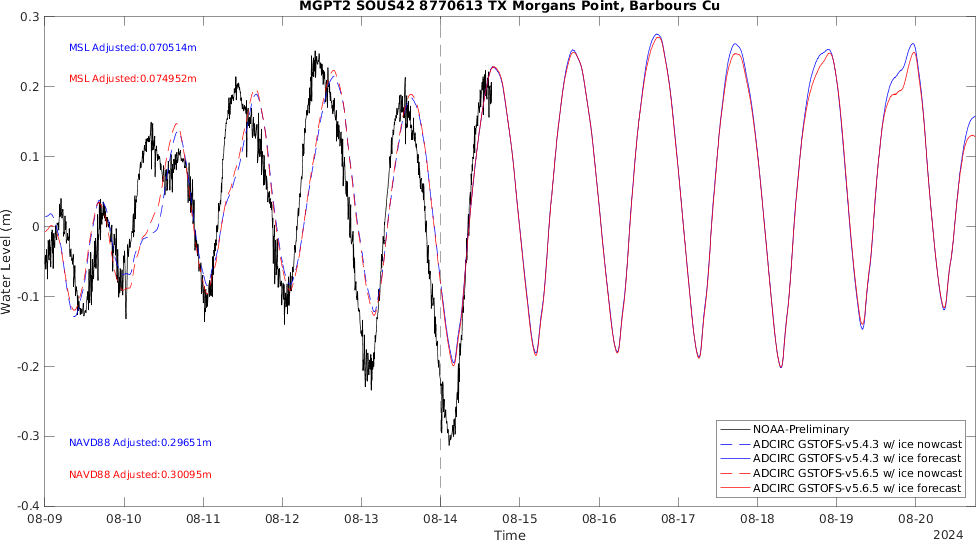 MGPT2 SOUS42 8770613 TX Morgans Point, Barbours Cu
0.3
0.2
0.1
0
-0.1
-0.2
-0.3
-0.4
Water Level (m)
MSL Adjusted:0.070514m
MSL Adjusted:0.074952m
NAVD88 Adjusted:0.29651m
NAVD88 Adjusted:0.30095m
NOAA-Preliminary
ADCIRC GSTOFS-v5.4.3 w/ ice nowcast
ADCIRC GSTOFS-v5.4.3 w/ ice forecast
ADCIRC GSTOFS-v5.6.5 w/ ice nowcast
ADCIRC GSTOFS-v5.6.5 w/ ice forecast
08-09 08-10 08-11 08-12 08-13 08-14 08-15 08-16 08-17 08-18 08-19 08-20
Time
2024